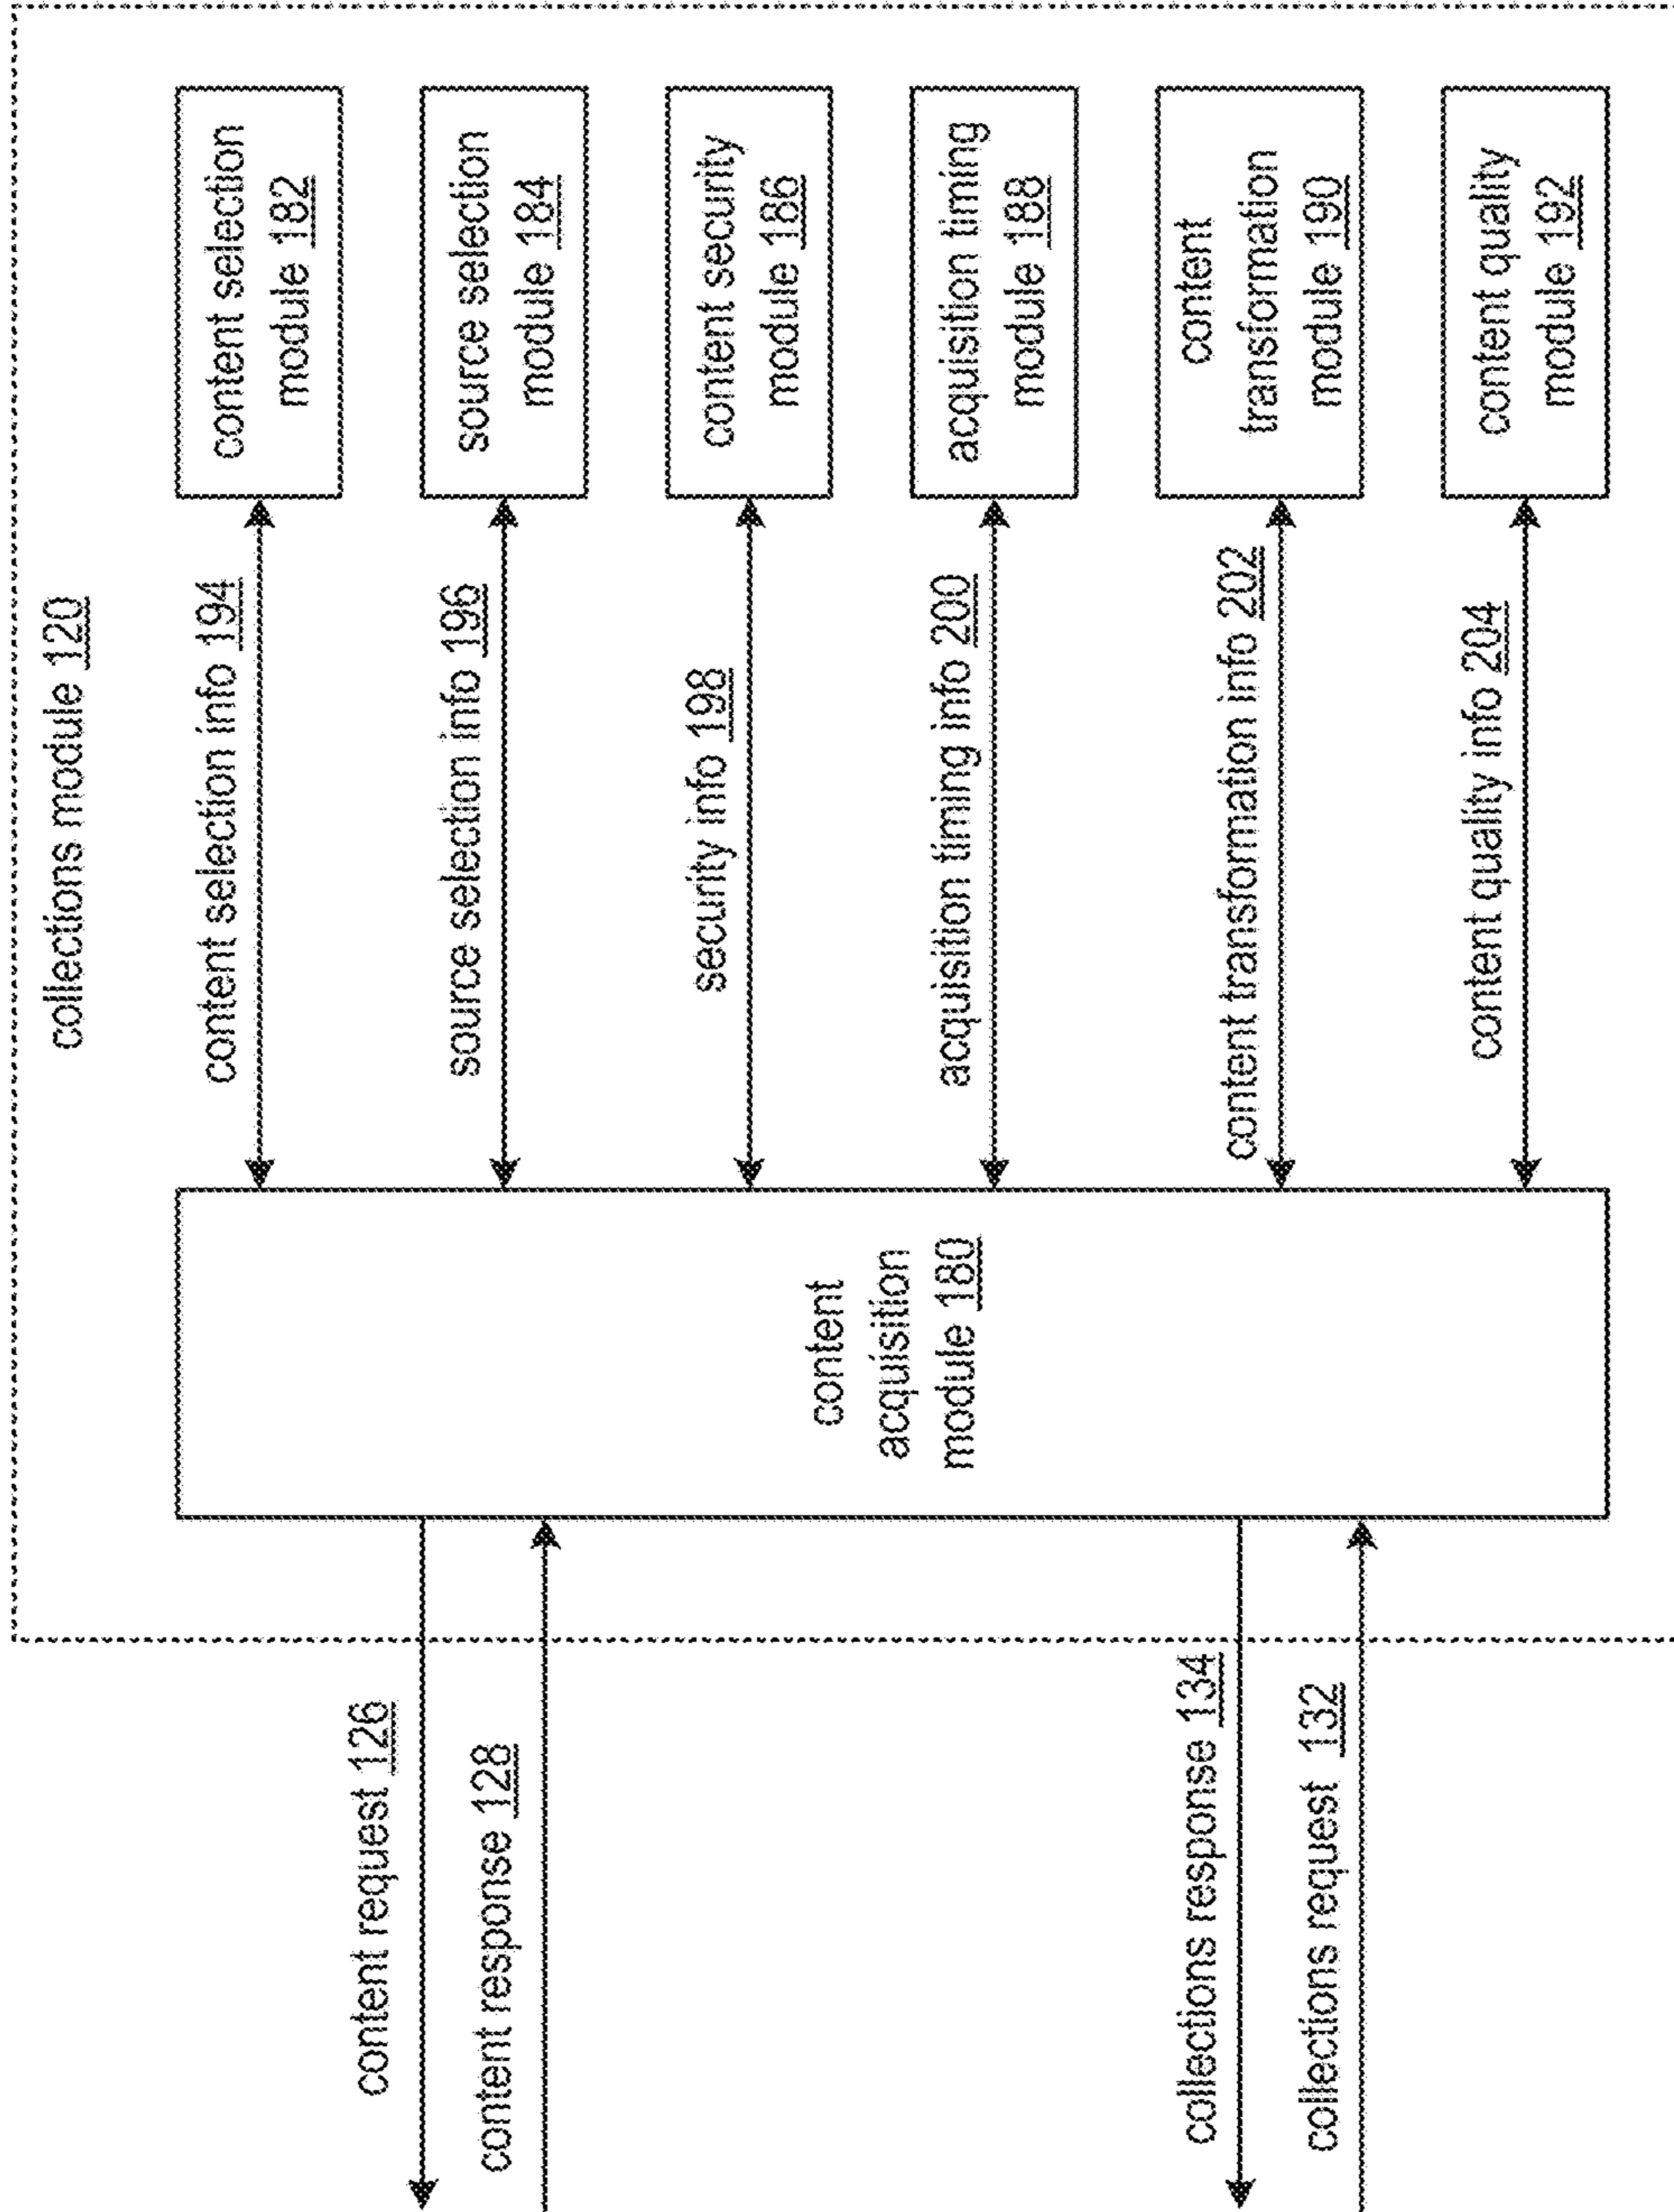 collections module 120
content selection
module 182
content selection info 194
source selection
module 184
source selection info 196
content security
module 186
security info 198
acquisition timing
module 188
acquisition timing info 200
content
transformation
module 190
content transformation info 202
content quality
module 192
content quality info 204
content
acquisition
module 180
content request 126
content response 128
collections response 134
collections request 132